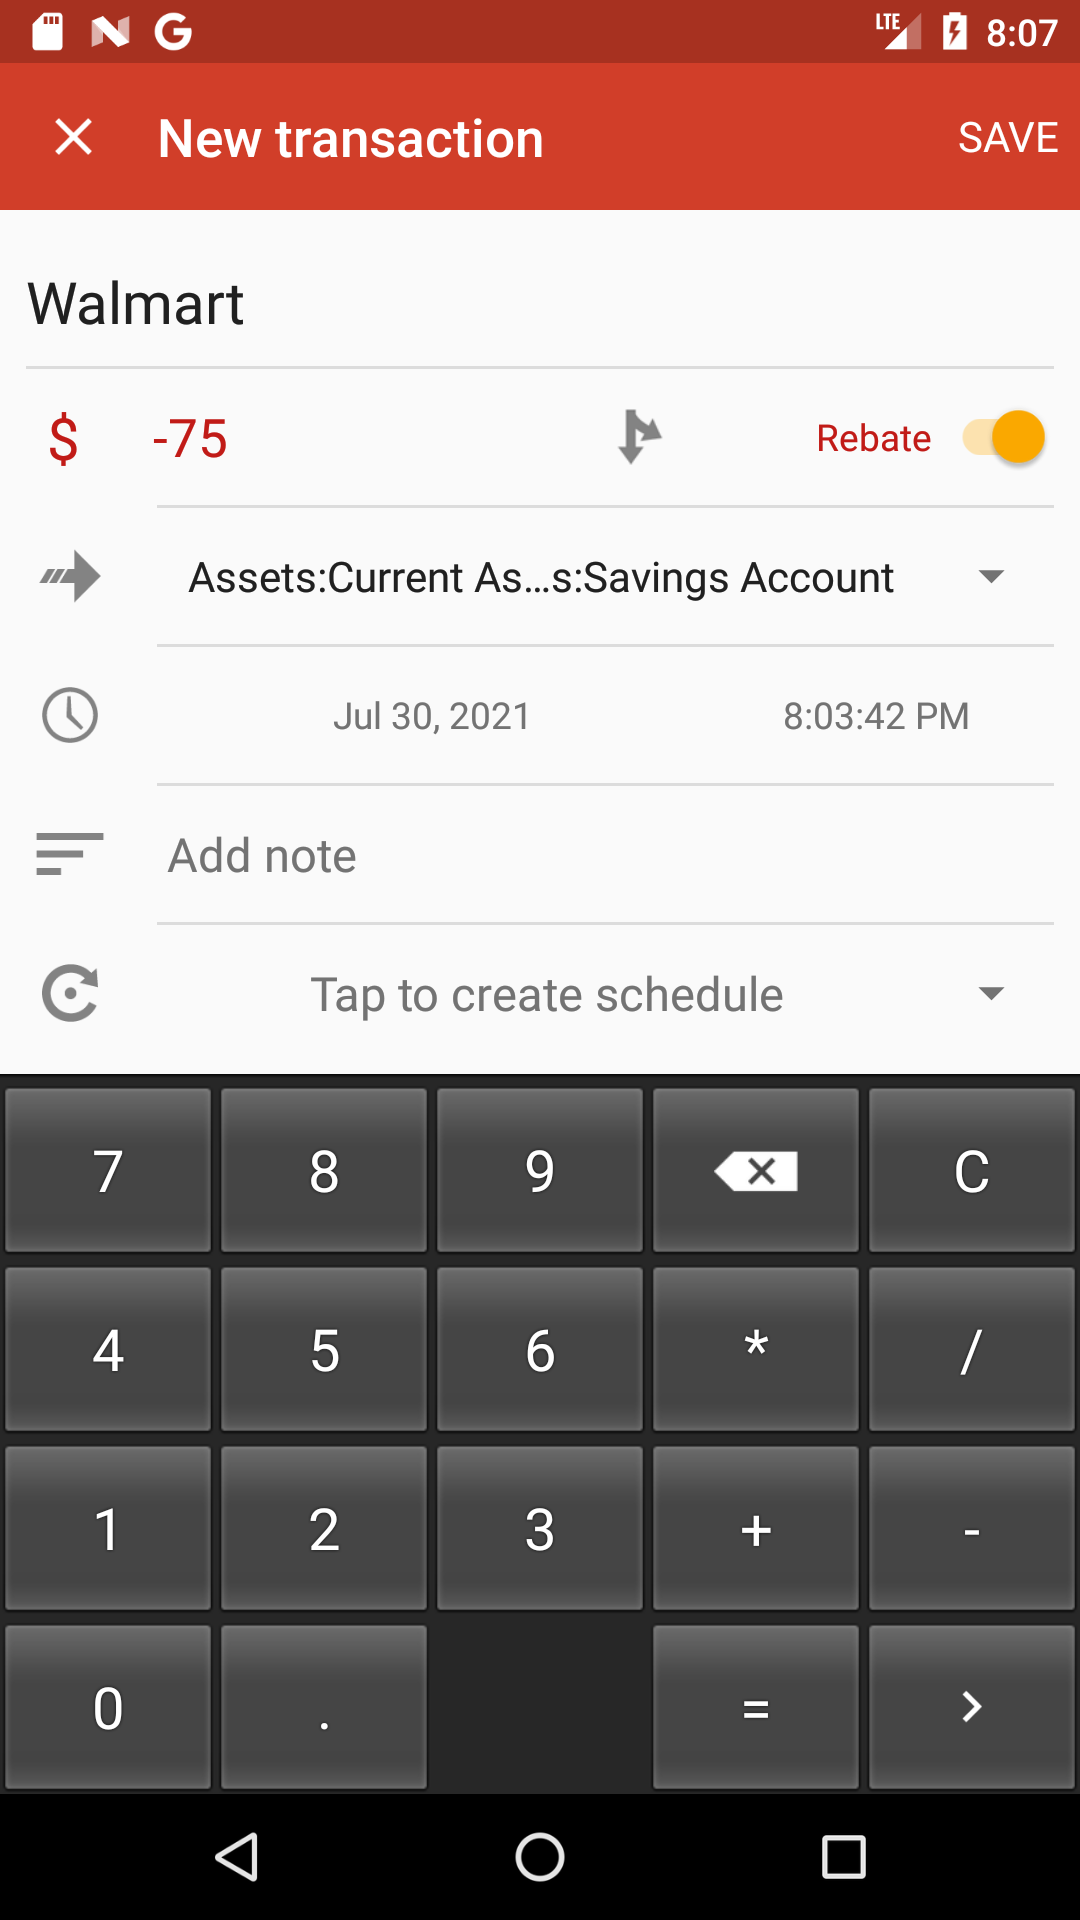 LTE 8:07
New transaction SAVE
Walmart
$ -75 Rebate
Assets:Current As...s:Savings Account
Jul 30, 2021 8:03:42 PM
Add note
Tap to create schedule
7 8 9 C
4 5 6 * /
1 2 3 + -
0 . = >